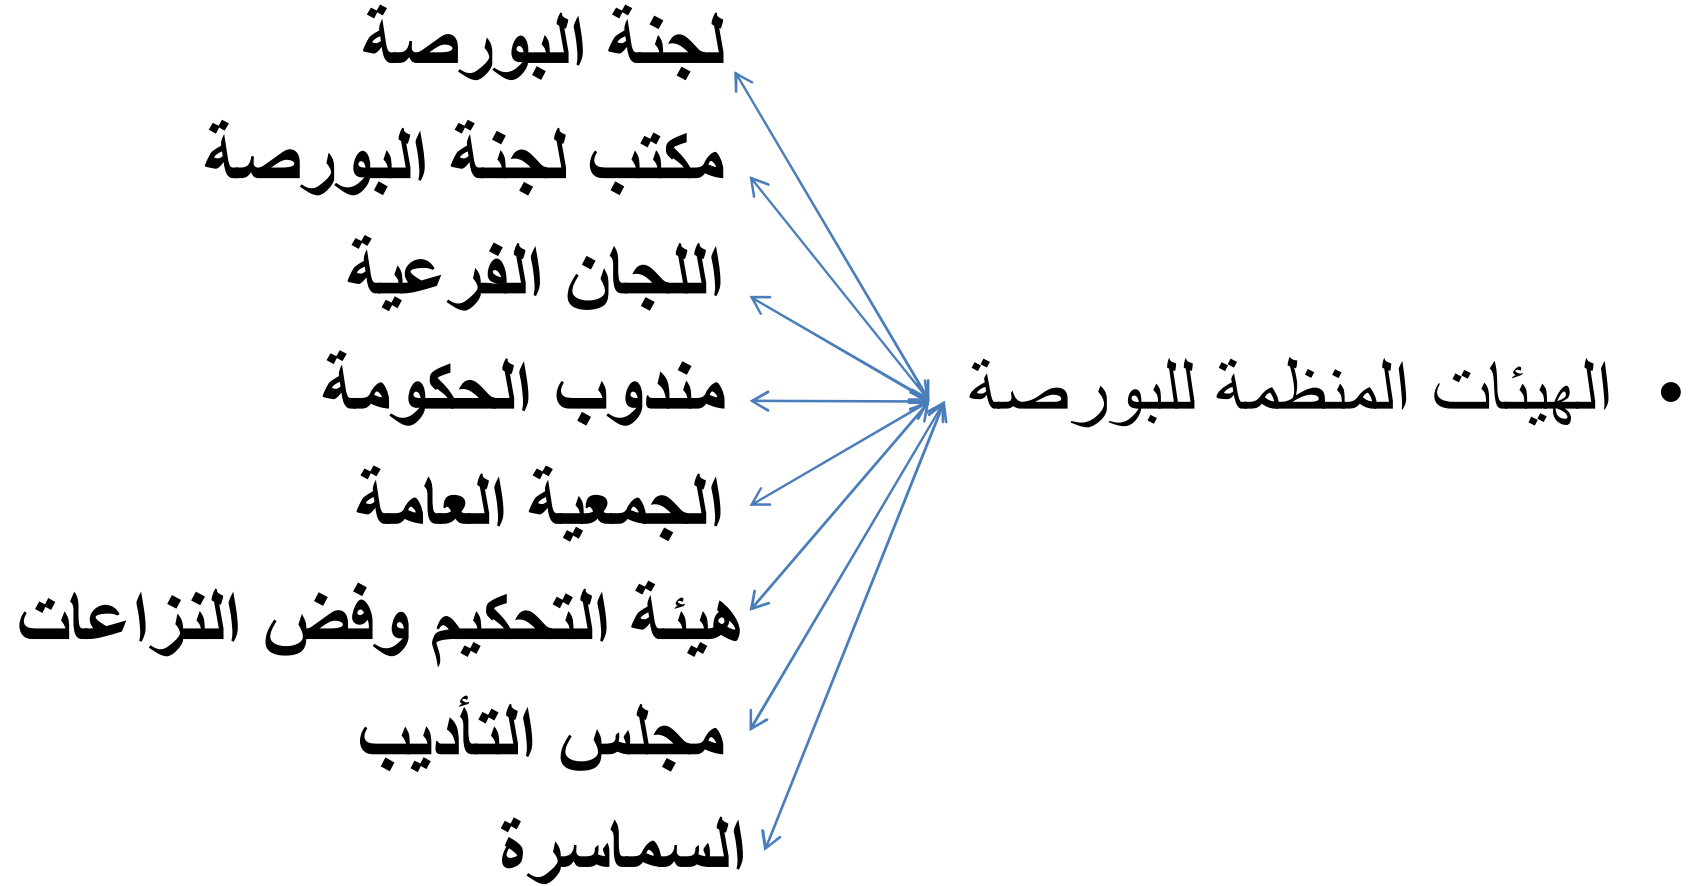 • الهيئات المنظمة للبورصة
لجنة البورصة
مكتب لجنة البورصة
اللجان الفرعية
مندوب الحكومة
الجمعية العامة
هيئة التحكيم وفض النزاعات
مجلس التأديب
السماسرة